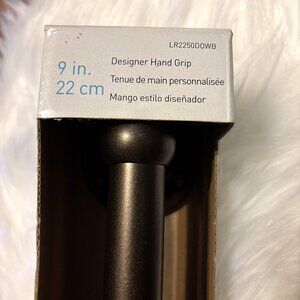 LR2250DOWB
9 in.
22 cm
Designer Hand Grip
Tenue de main personnalisée
Mango estilo diseñador